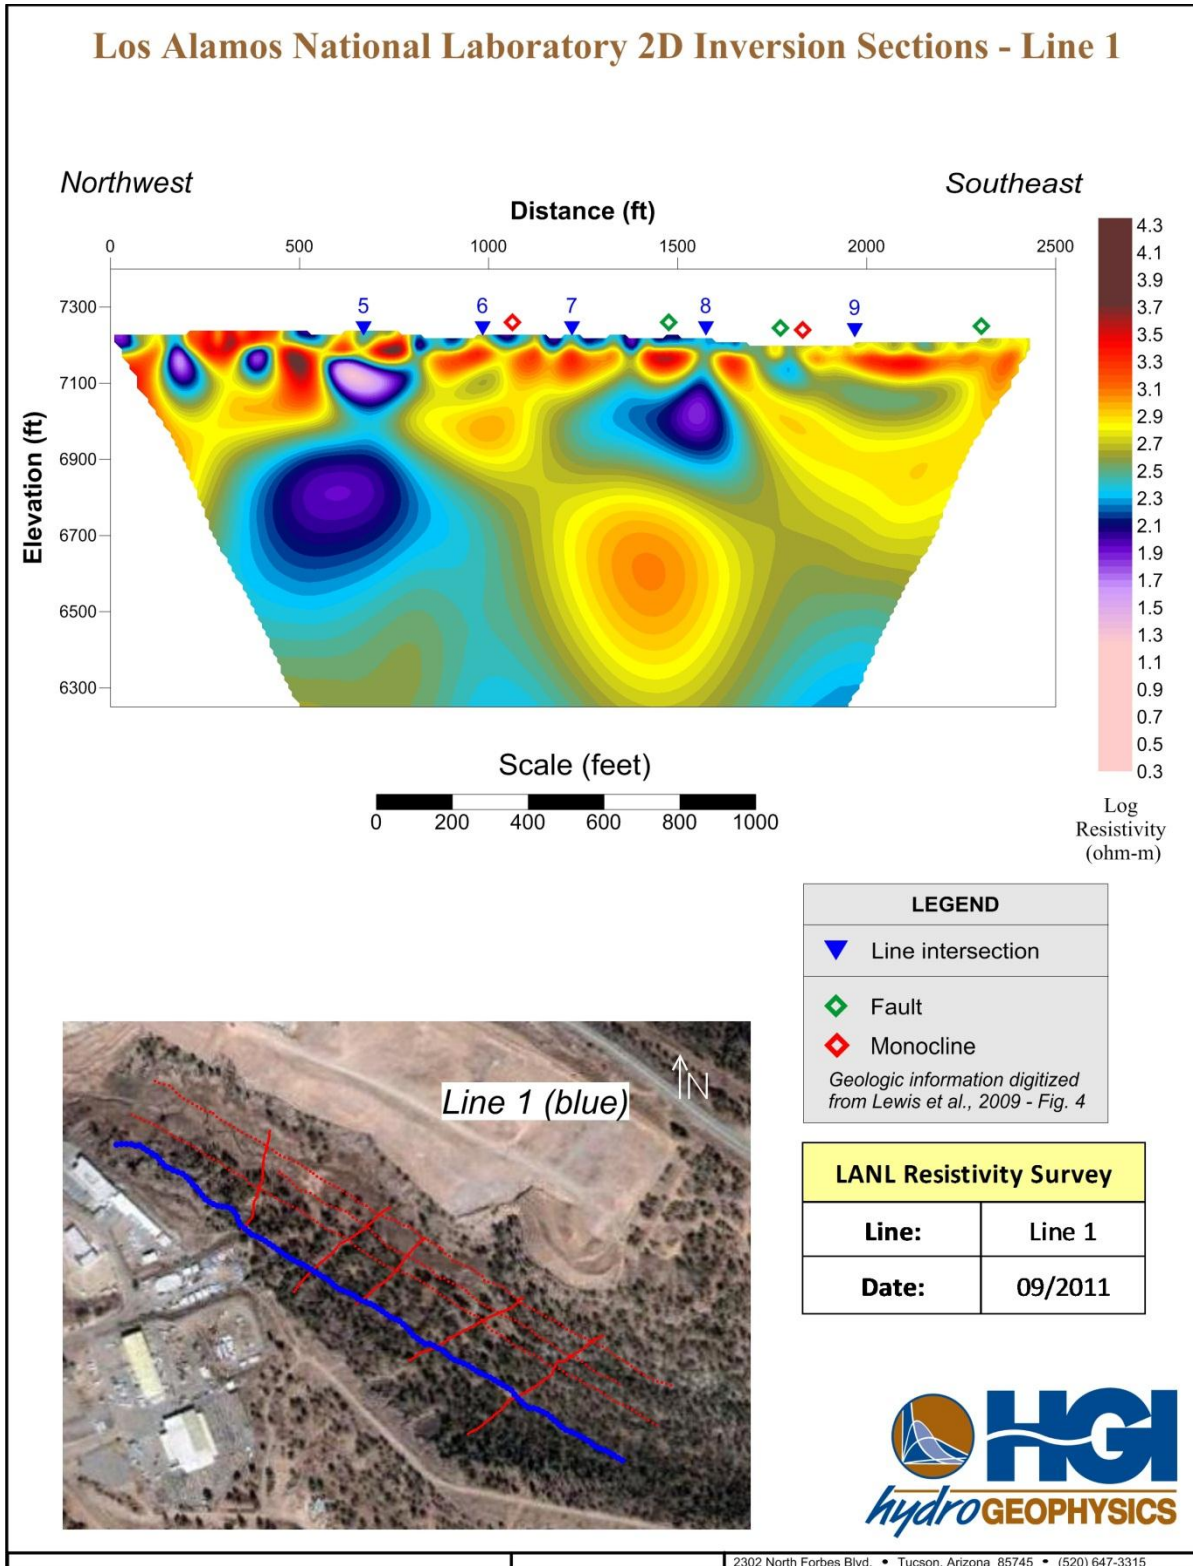 Los Alamos National Laboratory 2D Inversion Sections - Line 1
Northwest
Southeast
Distance (ft)
0 500 1000 1500 2000 2500
5 6 7 8 9
Elevation (ft)
7300
7100
6900
6700
6500
6300
4.3
4.1
3.9
3.7
3.5
3.3
3.1
2.9
2.7
2.5
2.3
2.1
1.9
1.7
1.5
1.3
1.1
0.9
0.7
0.5
0.3
Log
Resistivity
(ohm-m)
Scale (feet)
0 200 400 600 800 1000
LEGEND
Line intersection
Fault
Monocline
Geologic information digitized
from Lewis et al., 2009 - Fig. 4
Line 1 (blue)
N
LANL Resistivity Survey
Line: Line 1
Date: 09/2011
HGI
hydroGEOPHYSICS
2302 North Forbes Blvd. • Tucson, Arizona 85745 • (520) 647-3315